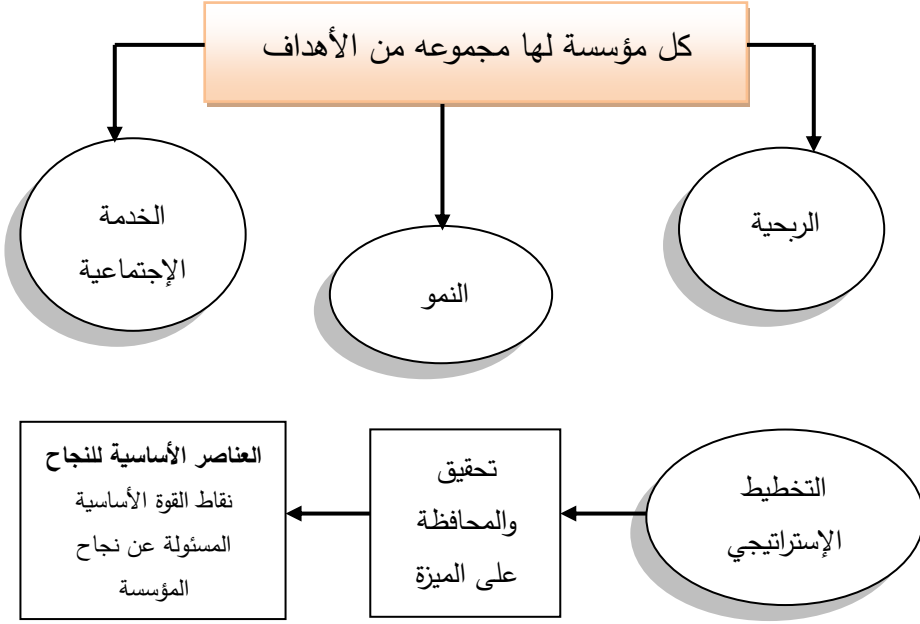 كل مؤسسة لها مجموعه من الأهداف
الربحية
النمو
الخدمة
الإجتماعية
التخطيط
الإستراتيجي
تحقيق
والمحافظة
على الميزة
العناصر الأساسية للنجاح
نقاط القوة الأساسية
المسئولة عن نجاح
المؤسسة